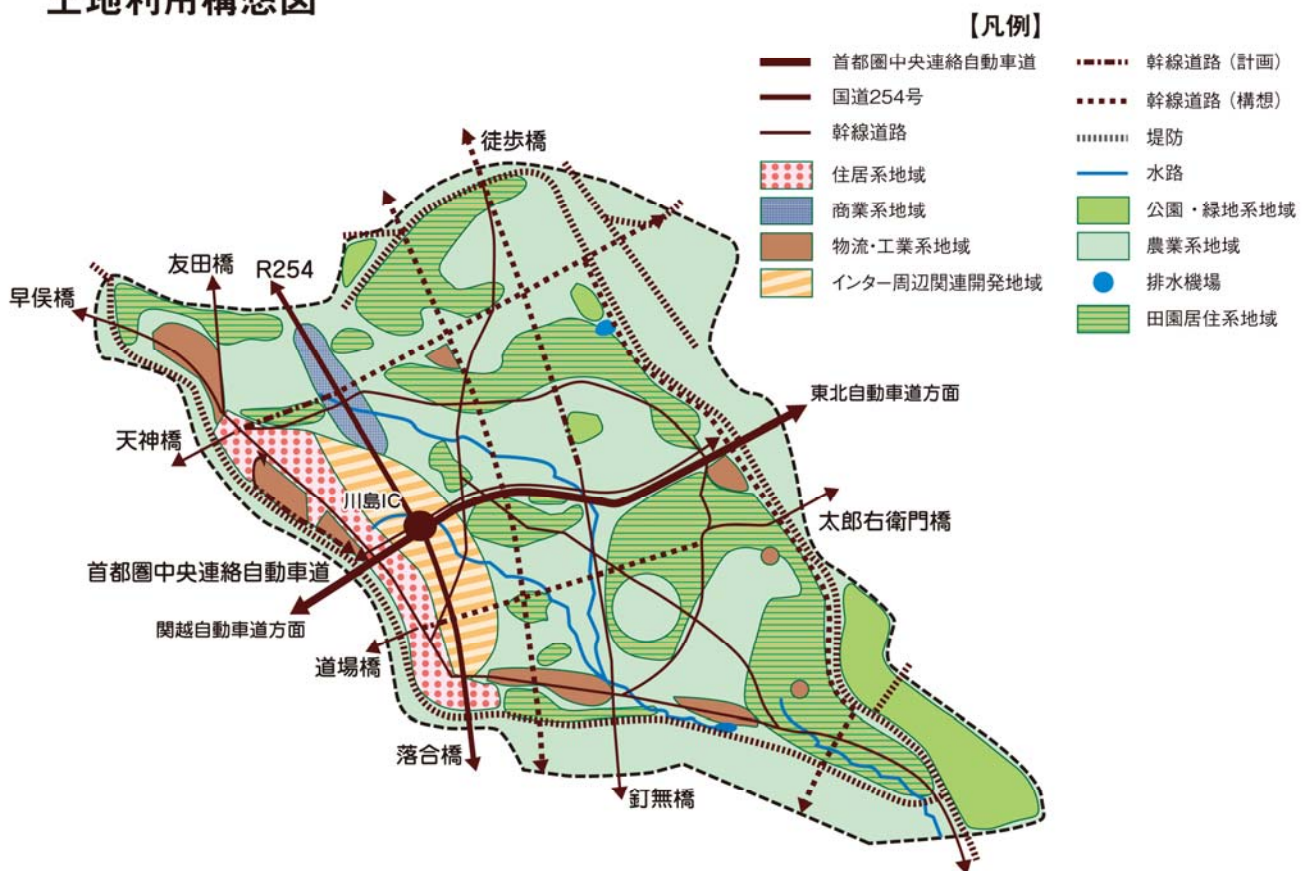 土地利用構想図
【凡例】
首都圏中央連絡自動車道
国道254号
幹線道路
住居系地域
商業系地域
物流・工業系地域
インター周辺関連開発地域
幹線道路（計画）
幹線道路（構想）
堤防
水路
公園・緑地系地域
農業系地域
排水機場
田園居住系地域
徒歩橋
友田橋
R254
早俣橋
天神橋
東北自動車道方面
川島IC
太郎右衛門橋
首都圏中央連絡自動車道
関越自動車道方面
道場橋
落合橋
釘無橋